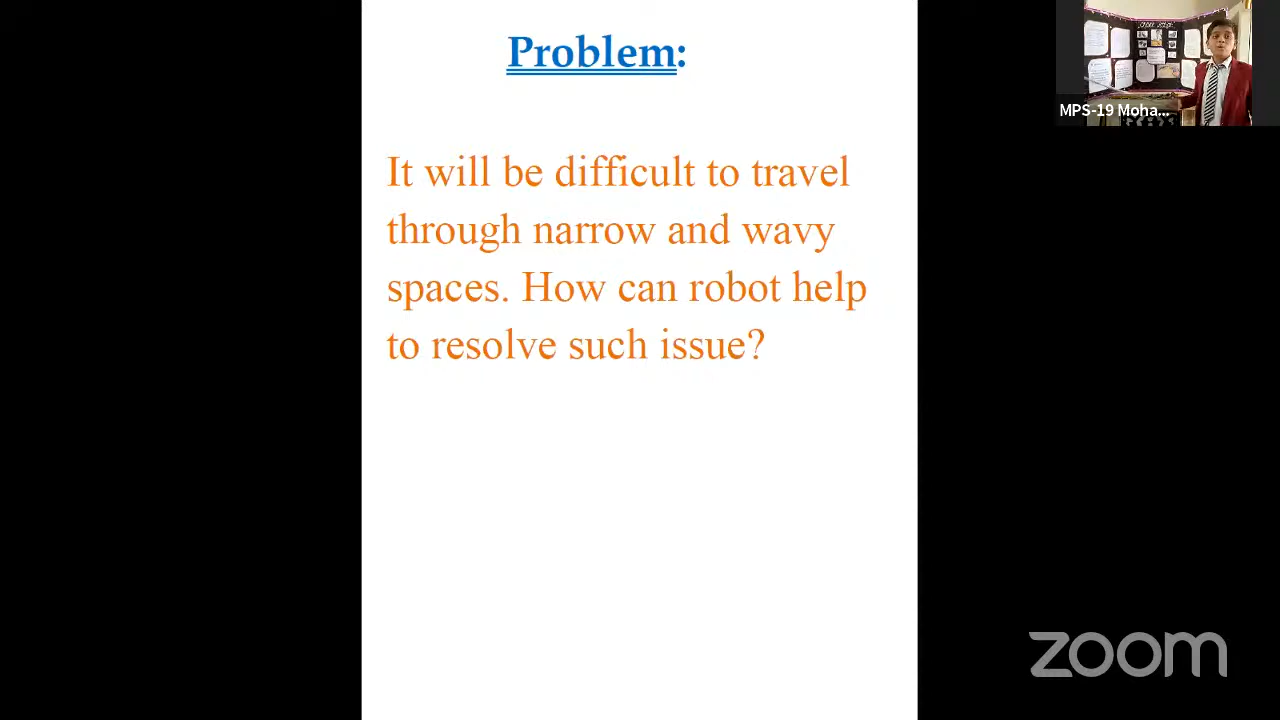 Problem:
It will be difficult to travel
through narrow and wavy
spaces. How can robot help
to resolve such issue?
MPS-19 Moha...
zoom